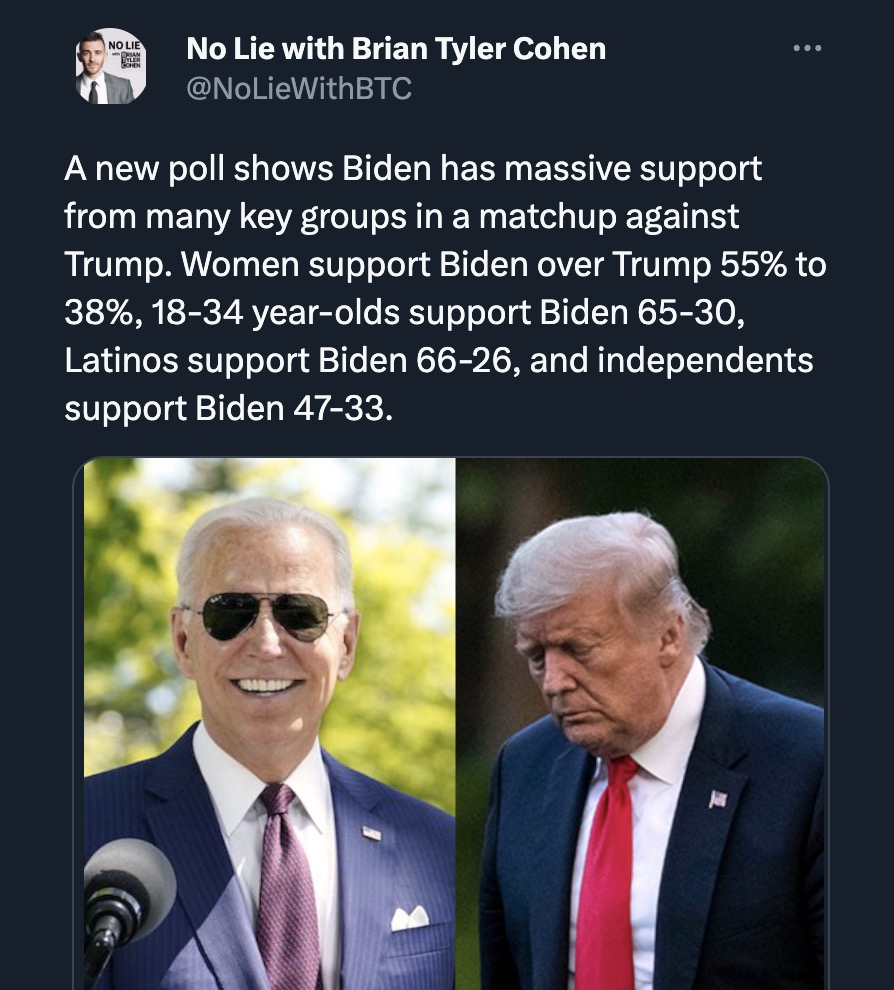 No Lie with Brian Tyler Cohen
@NoLieWithBTC
NO LIE
with BRIAN
TYLER
COHEN
A new poll shows Biden has massive support
from many key groups in a matchup against
Trump. Women support Biden over Trump 55% to
38%, 18-34 year-olds support Biden 65-30,
Latinos support Biden 66-26, and independents
support Biden 47-33.